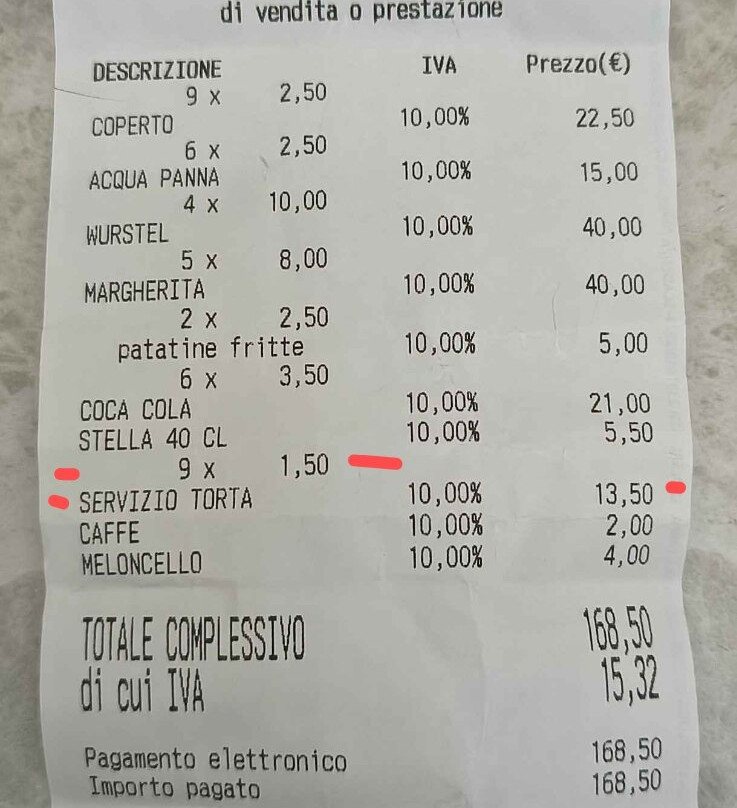 di vendita o prestazione
DESCRIZIONE IVA Prezzo(€)
9 x 2,50
COPERTO 10,00% 22,50
6 x 2,50
ACQUA PANNA 10,00% 15,00
4 x 10,00
WURSTEL 10,00% 40,00
5 x 8,00
MARGHERITA 10,00% 40,00
2 x 2,50
patatine fritte 10,00% 5,00
6 x 3,50
COCA COLA 10,00% 21,00
STELLA 40 CL 10,00% 5,50
9 x 1,50
SERVIZIO TORTA 10,00% 13,50
CAFFE 10,00% 2,00
MELONCELLO 10,00% 4,00
TOTALE COMPLESSIVO 168,50
di cui IVA 15,32
Pagamento elettronico 168,50
Importo pagato 168,50